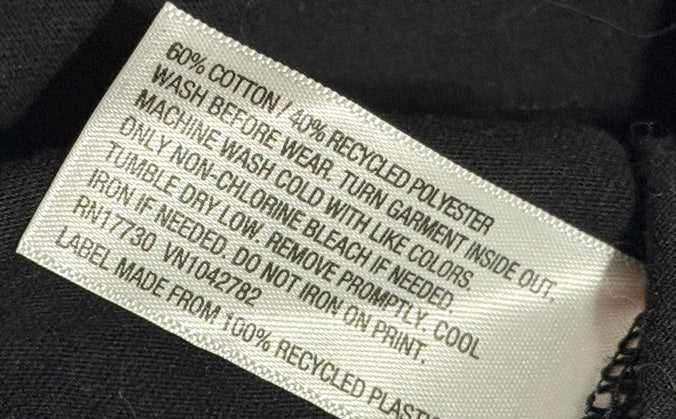 60% COTTON / 40% RECYCLED POLYESTER
WASH BEFORE WEAR. TURN GARMENT INSIDE OUT.
MACHINE WASH COLD WITH LIKE COLORS.
ONLY NON-CHLORINE BLEACH IF NEEDED.
TUMBLE DRY LOW. REMOVE PROMPTLY. COOL
IRON IF NEEDED. DO NOT IRON ON PRINT.
RN17730 VN1042782
LABEL MADE FROM 100% RECYCLED